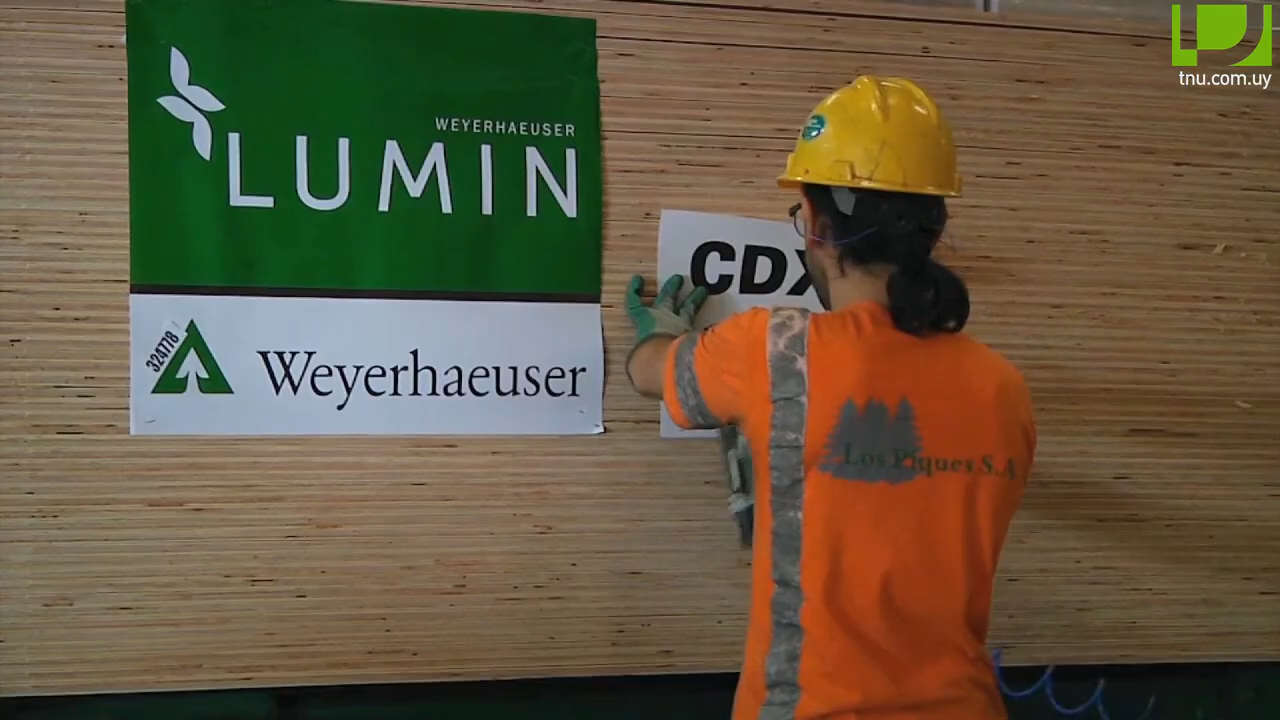 tnu.com.uy
WEYERHAEUSER
LUMIN
CDX
324778
Weyerhaeuser
Los Piques S.A